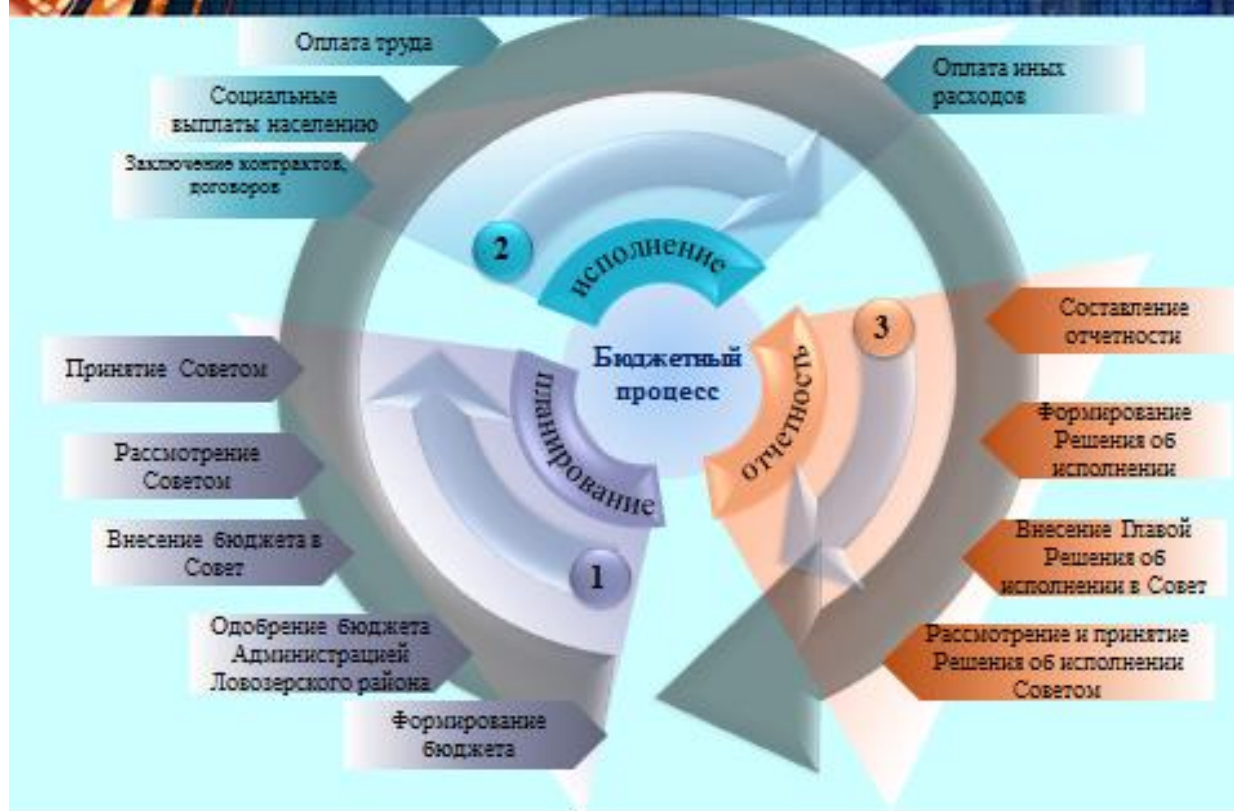 Оплата труда
Социальные
выплаты населению
Заключение контрактов,
договоров
Оплата иных
расходов
2
исполнение
Бюджетный
процесс
планирование
1
отчетность
3
Принятие Советом
Рассмотрение
Советом
Внесение бюджета в
Совет
Одобрение бюджета
Администрацией
Ловозерского района
Формирование
бюджета
Составление
отчетности
Формирование
Решения об
исполнении
Внесение Главой
Решения об
исполнении в Совет
Рассмотрение и принятие
Решения об исполнении
Советом